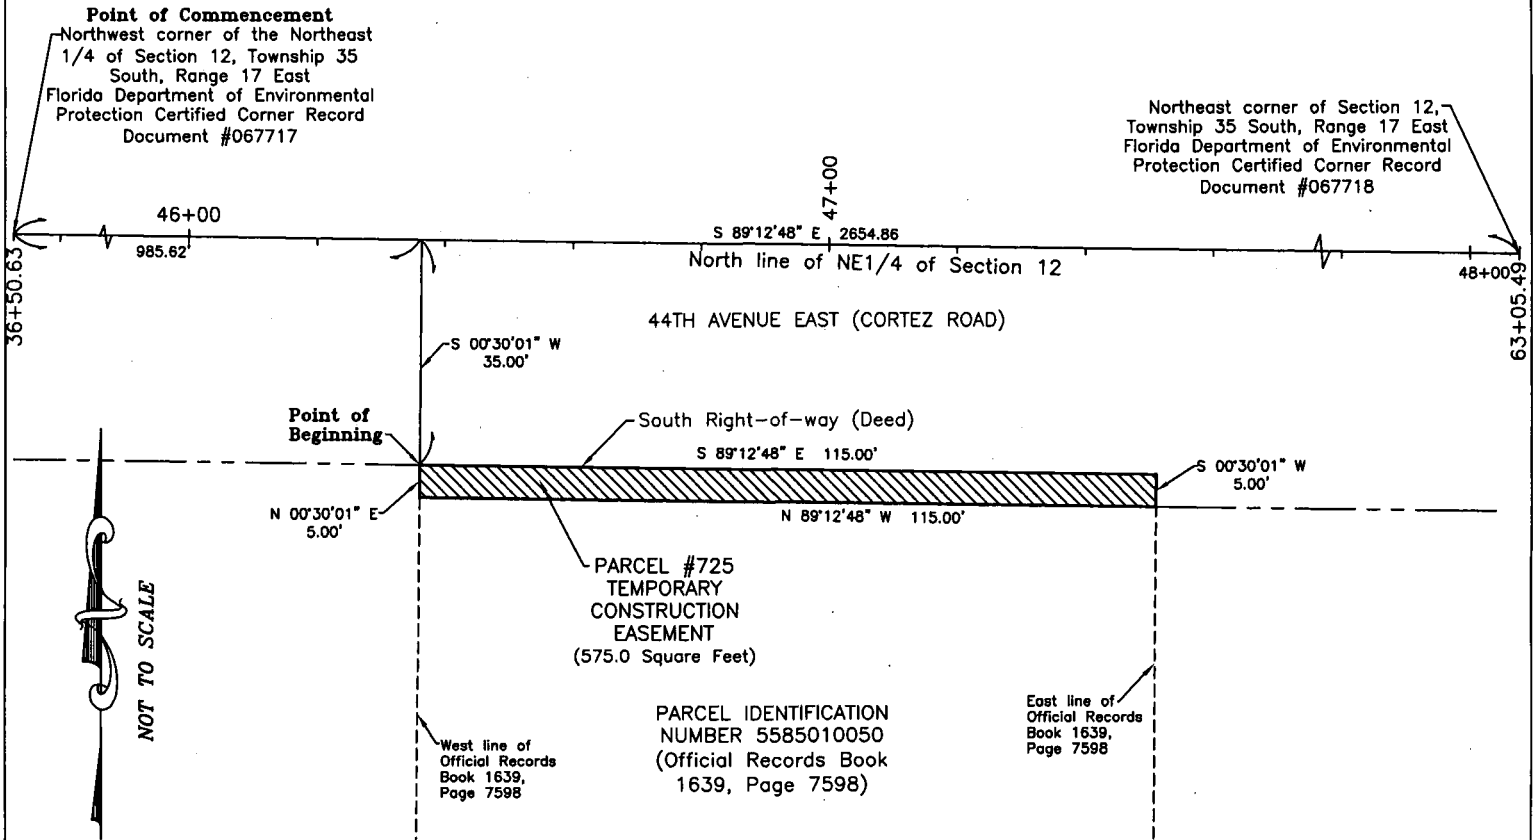 Point of Commencement
Northwest corner of the Northeast
1/4 of Section 12, Township 35
South, Range 17 East
Florida Department of Environmental
Protection Certified Corner Record
Document #067717
Northeast corner of Section 12,
Township 35 South, Range 17 East
Florida Department of Environmental
Protection Certified Corner Record
Document #067718
46+00
47+00
S 89°12'48" E 2654.86
985.62'
North line of NE1/4 of Section 12
48+00
36+50.63
63+05.49
44TH AVENUE EAST (CORTEZ ROAD)
S 00°30'01" W
35.00'
Point of
Beginning
South Right-of-way (Deed)
S 89°12'48" E 115.00'
S 00°30'01" W
5.00'
N 00°30'01" E
5.00'
N 89°12'48" W 115.00'
PARCEL #725
TEMPORARY
CONSTRUCTION
EASEMENT
(575.0 Square Feet)
NOT TO SCALE
West line of
Official Records
Book 1639,
Page 7598
PARCEL IDENTIFICATION
NUMBER 5585010050
(Official Records Book
1639, Page 7598)
East line of
Official Records
Book 1639,
Page 7598